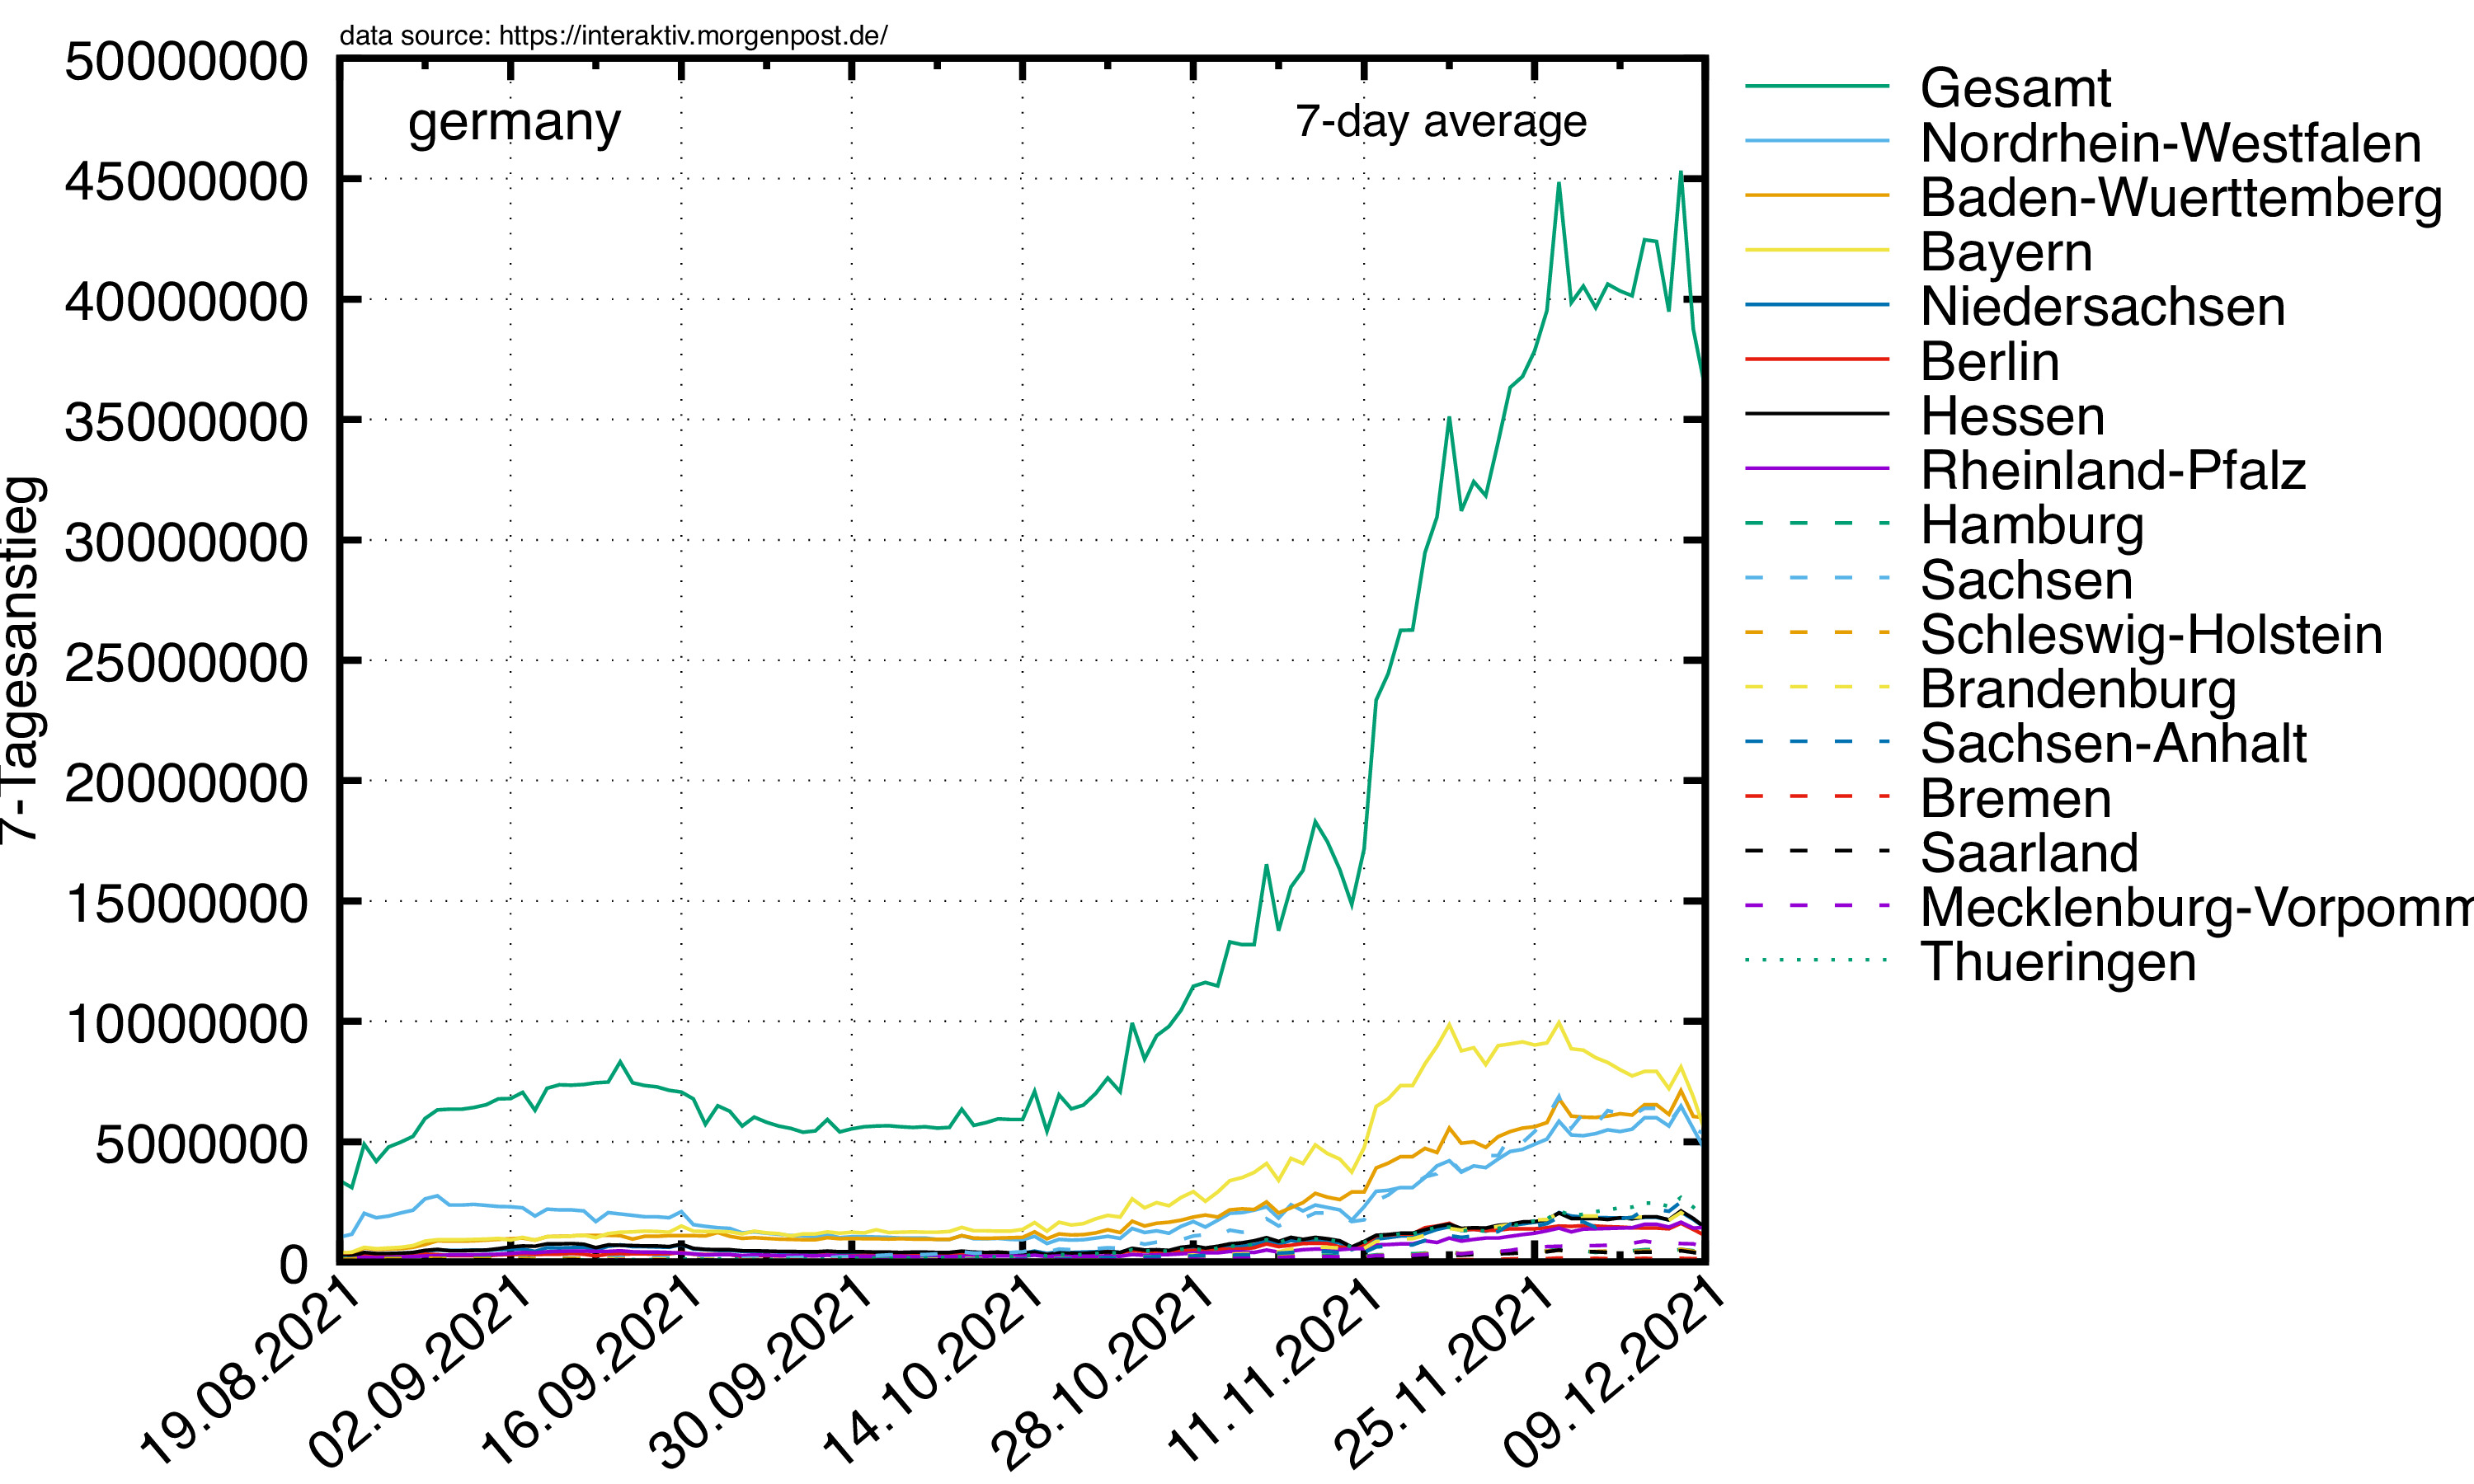 data source: https://interaktiv.morgenpost.de/
germany
7-day average
7-Tagesanstieg
50000000
45000000
40000000
35000000
30000000
25000000
20000000
15000000
10000000
5000000
0
19.08.2021
02.09.2021
16.09.2021
30.09.2021
14.10.2021
28.10.2021
11.11.2021
25.11.2021
09.12.2021
Gesamt
Nordrhein-Westfalen
Baden-Wuerttemberg
Bayern
Niedersachsen
Berlin
Hessen
Rheinland-Pfalz
Hamburg
Sachsen
Schleswig-Holstein
Brandenburg
Sachsen-Anhalt
Bremen
Saarland
Mecklenburg-Vorpomm
Thueringen